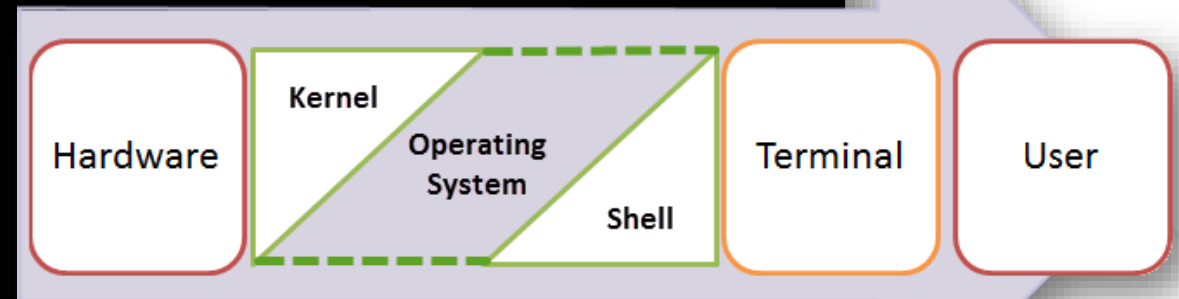 Hardware
Kernel
Operating
System
Shell
Terminal
User